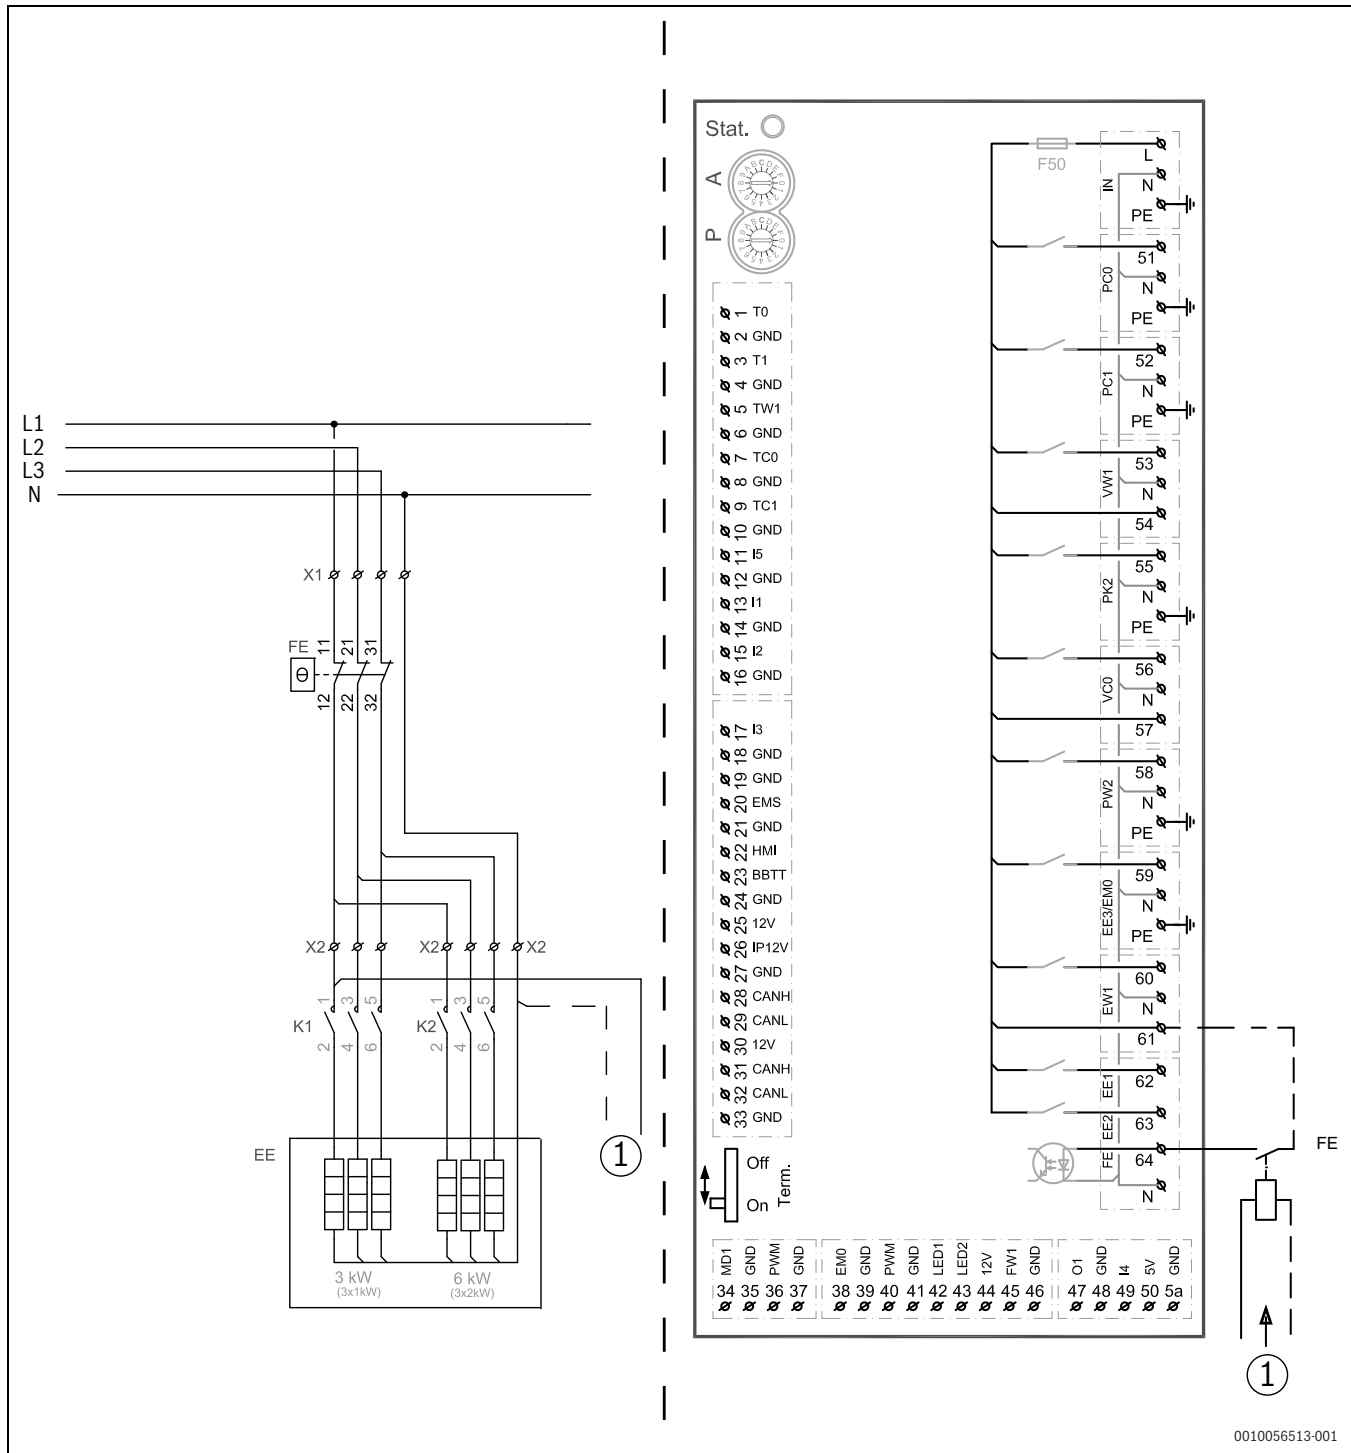 Stat.
A
P
F50
L
N
PE
IN
51
N
PE
PC0
52
N
PE
PC1
53
N
54
VW1
55
N
PE
PK2
56
N
57
VC0
58
N
PE
PW2
59
N
PE
EE3/EM0
60
N
61
EW1
62
EE1
63
EE2
64
N
FE
FE
1 T0
2 GND
3 T1
4 GND
5 TW1
6 GND
7 TC0
8 GND
9 TC1
10 GND
11 I5
12 GND
13 I1
14 GND
15 I2
16 GND
17 I3
18 GND
19 GND
20 EMS
21 GND
22 HMI
23 BBTT
24 GND
25 12V
26 IP12V
27 GND
28 CANH
29 CANL
30 12V
31 CANH
32 CANL
33 GND
Off
On
Term.
MD1 GND PWM GND
34 35 36 37
EM0 GND PWM GND LED1 LED2 12V FW1 GND
38 39 40 41 42 43 44 45 46
O1 GND I4 5V GND
47 48 49 50 5a
1
L1
L2
L3
N
X1
FE 11 21 31
Θ
12 22 32
X2 X2 X2
1 3 5 1 3 5
K1 K2
2 4 6 2 4 6
1
EE
3 kW 6 kW
(3x1kW) (3x2kW)
0010056513-001